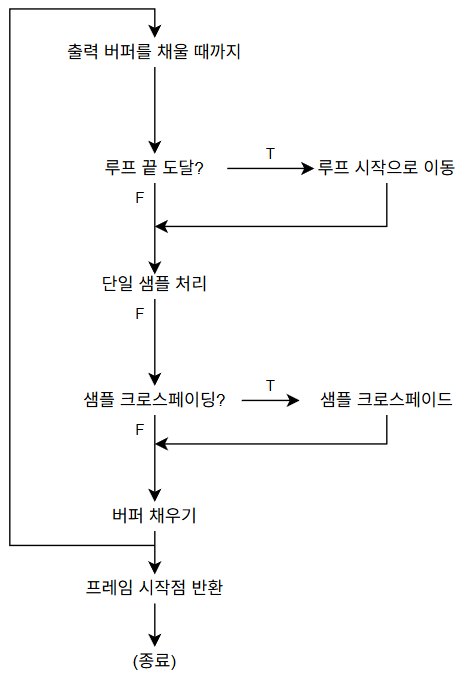 출력 버퍼를 채울 때까지
루프 끝 도달?
T
루프 시작으로 이동
F
단일 샘플 처리
F
샘플 크로스페이딩?
T
샘플 크로스페이드
F
버퍼 채우기
프레임 시작점 반환
(종료)